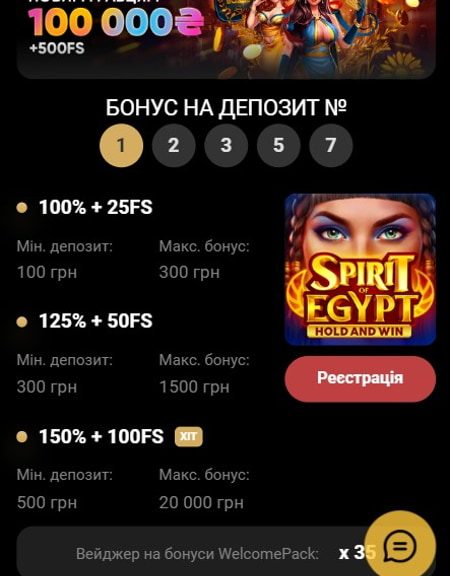 100 000₴
+500FS
БОНУС НА ДЕПОЗИТ №
1 2 3 5 7
100% + 25FS
Мін. депозит: Макс. бонус:
100 грн 300 грн
SPIRIT
OF
EGYPT
HOLD AND WIN
125% + 50FS
Мін. депозит: Макс. бонус:
300 грн 1500 грн
Реєстрація
150% + 100FS ХІТ
Мін. депозит: Макс. бонус:
500 грн 20 000 грн
Вейджер на бонуси WelcomePack: x 35